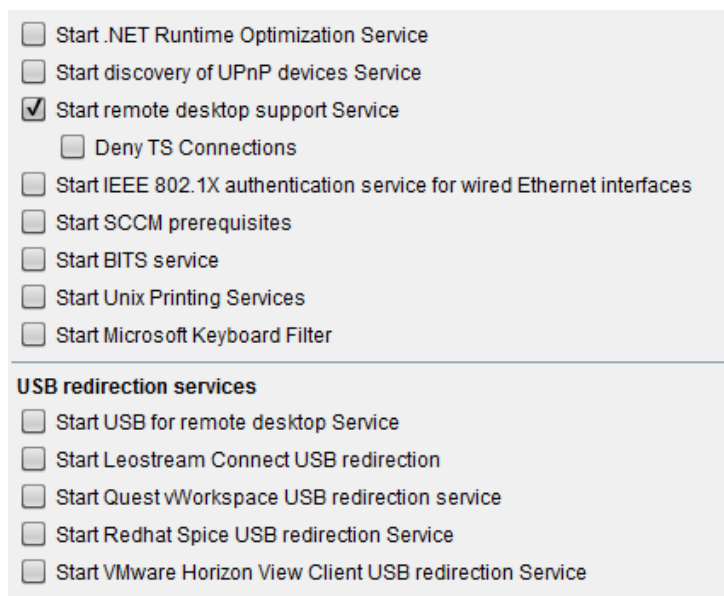 Start .NET Runtime Optimization Service
Start discovery of UPnP devices Service
Start remote desktop support Service
Deny TS Connections
Start IEEE 802.1X authentication service for wired Ethernet interfaces
Start SCCM prerequisites
Start BITS service
Start Unix Printing Services
Start Microsoft Keyboard Filter
USB redirection services
Start USB for remote desktop Service
Start Leostream Connect USB redirection
Start Quest vWorkspace USB redirection service
Start Redhat Spice USB redirection Service
Start VMware Horizon View Client USB redirection Service